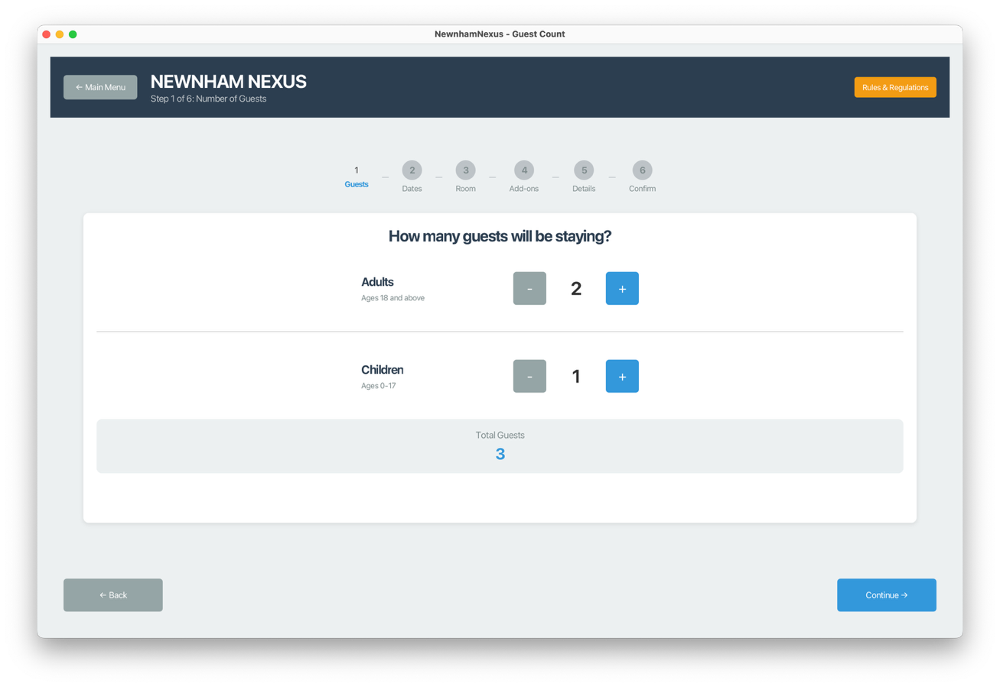 NewnhamNexus - Guest Count
← Main Menu
NEWNHAM NEXUS
Step 1 of 6: Number of Guests
Rules & Regulations
1 _ 2 _ 3 _ 4 _ 5 _ 6
Guests Dates Room Add-ons Details Confirm
How many guests will be staying?
Adults
Ages 18 and above
- 2 +
Children
Ages 0-17
- 1 +
Total Guests
3
← Back
Continue →